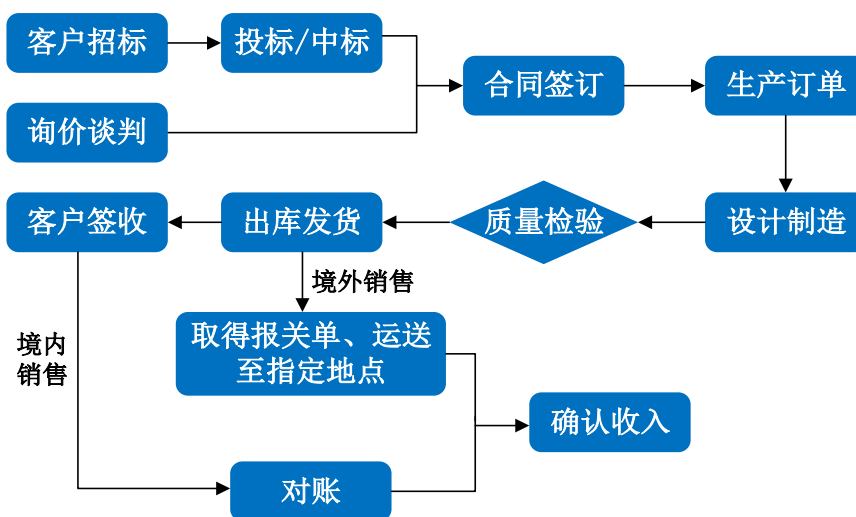 客户招标
投标/中标
合同签订
生产订单
询价谈判
客户签收
出库发货
质量检验
设计制造
境外销售
境内
销售
取得报关单、运送
至指定地点
确认收入
对账